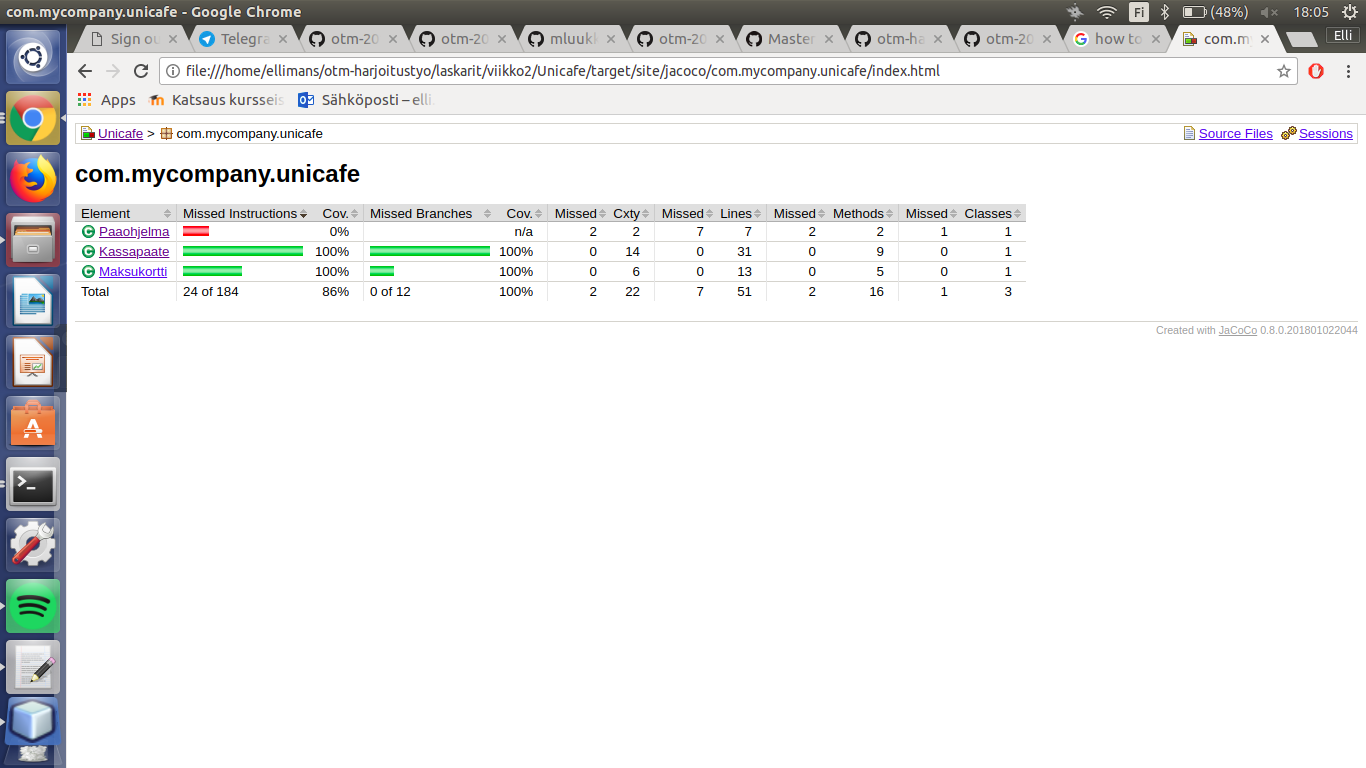 com.mycompany.unicafe - Google Chrome
Fi
(48%)
18:05
Sign ou
Telegra
otm-20
otm-20
mluukk
otm-20
Master
otm-ha
otm-20
how to
com.my
Elli
file:///home/ellimans/otm-harjoitustyo/laskarit/viikko2/Unicafe/target/site/jacoco/com.mycompany.unicafe/index.html
Apps
Katsaus kursseis
Sähköposti – elli.
Unicafe > com.mycompany.unicafe
Source Files Sessions
com.mycompany.unicafe
Element Missed Instructions Cov. Missed Branches Cov. Missed Cxty Missed Lines Missed Methods Missed Classes
Paaohjelma 0% n/a 2 2 7 7 2 2 1 1
Kassapaate 100% 100% 0 14 0 31 0 9 0 1
Maksukortti 100% 100% 0 6 0 13 0 5 0 1
Total 24 of 184 86% 0 of 12 100% 2 22 7 51 2 16 1 3
Created with JaCoCo 0.8.0.201801022044